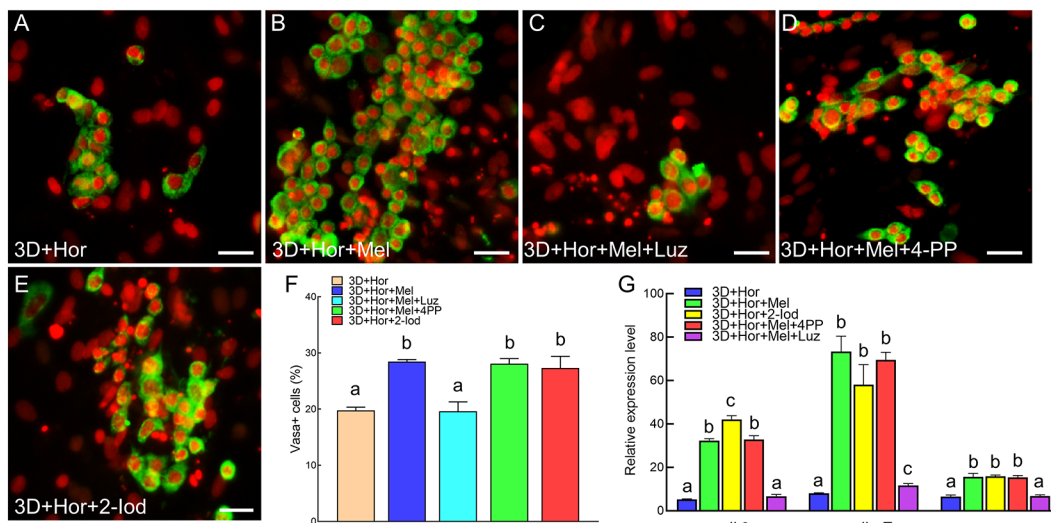 A
3D+Hor
B
3D+Hor+Mel
C
3D+Hor+Mel+Luz
D
3D+Hor+Mel+4-PP
E
3D+Hor+2-Iod
F
3D+Hor
3D+Hor+Mel
3D+Hor+Mel+Luz
3D+Hor+Mel+4PP
3D+Hor+2-Iod
Vasa+ cells (%)
40
30
20
10
0
a
b
a
b
b
G
3D+Hor
3D+Hor+Mel
3D+Hor+2-Iod
3D+Hor+Mel+4PP
3D+Hor+Mel+Luz
Relative expression level
100
80
60
40
20
0
a
b
c
b
a
a
b
b
b
c
a
b
b
b
a